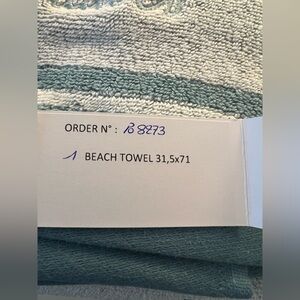 ORDER N° : B8273
1 BEACH TOWEL 31,5x71